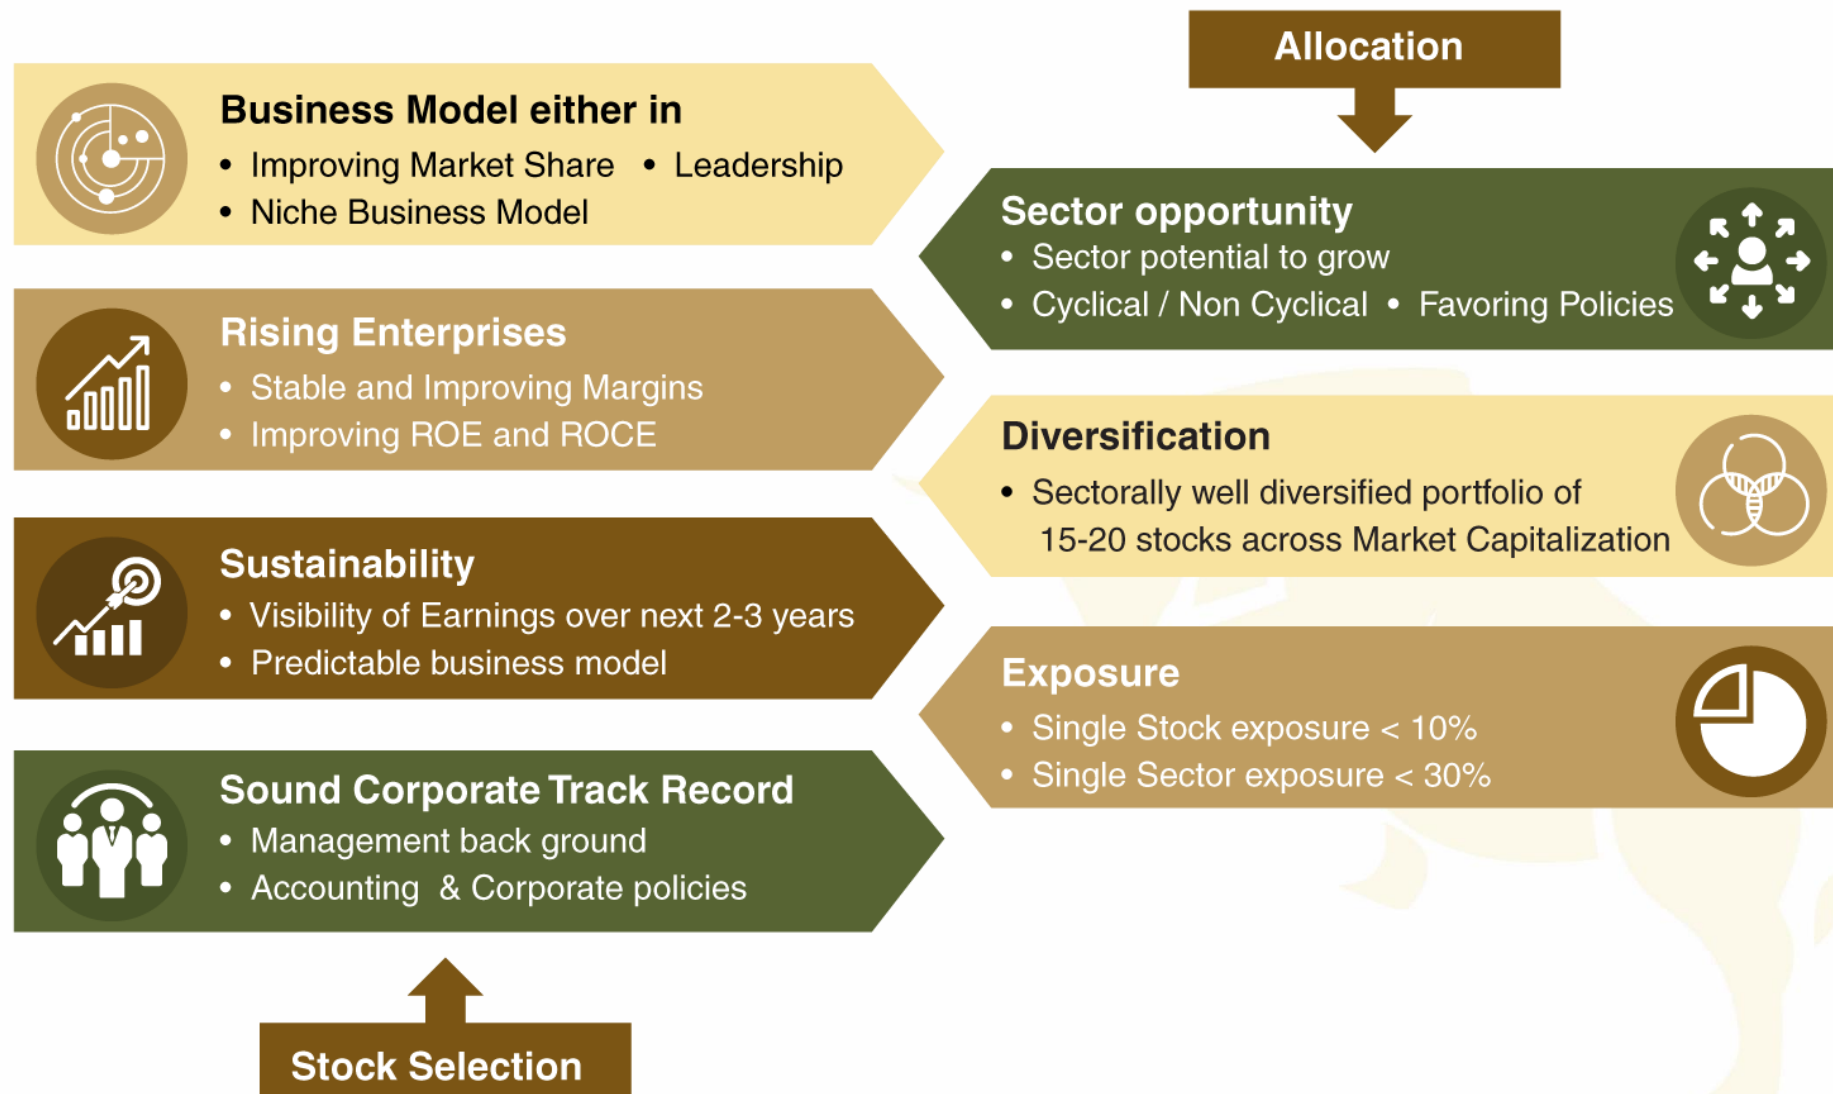 Business Model either in
• Improving Market Share • Leadership
• Niche Business Model
Rising Enterprises
• Stable and Improving Margins
• Improving ROE and ROCE
Sustainability
• Visibility of Earnings over next 2-3 years
• Predictable business model
Sound Corporate Track Record
• Management back ground
• Accounting & Corporate policies
Stock Selection
Allocation
Sector opportunity
• Sector potential to grow
• Cyclical / Non Cyclical • Favoring Policies
Diversification
• Sectorally well diversified portfolio of
15-20 stocks across Market Capitalization
Exposure
• Single Stock exposure < 10%
• Single Sector exposure < 30%